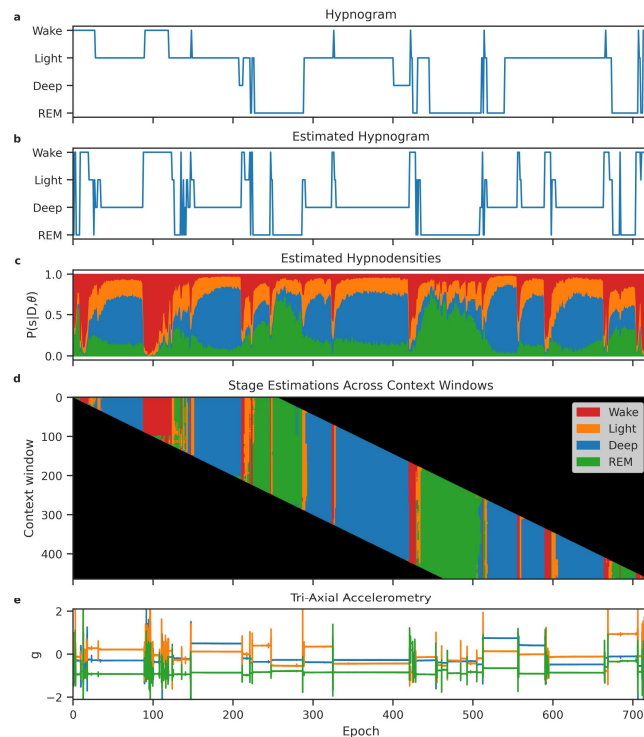 a
Hypnogram
Wake
Light
Deep
REM
b
Estimated Hypnogram
Wake
Light
Deep
REM
c
Estimated Hypnodensities
P(s|D,θ)
1.0
0.5
0.0
d
Stage Estimations Across Context Windows
Context window
0
100
200
300
400
Wake
Light
Deep
REM
e
Tri-Axial Accelerometry
g
2
0
−2
0 100 200 300 400 500 600 700
Epoch